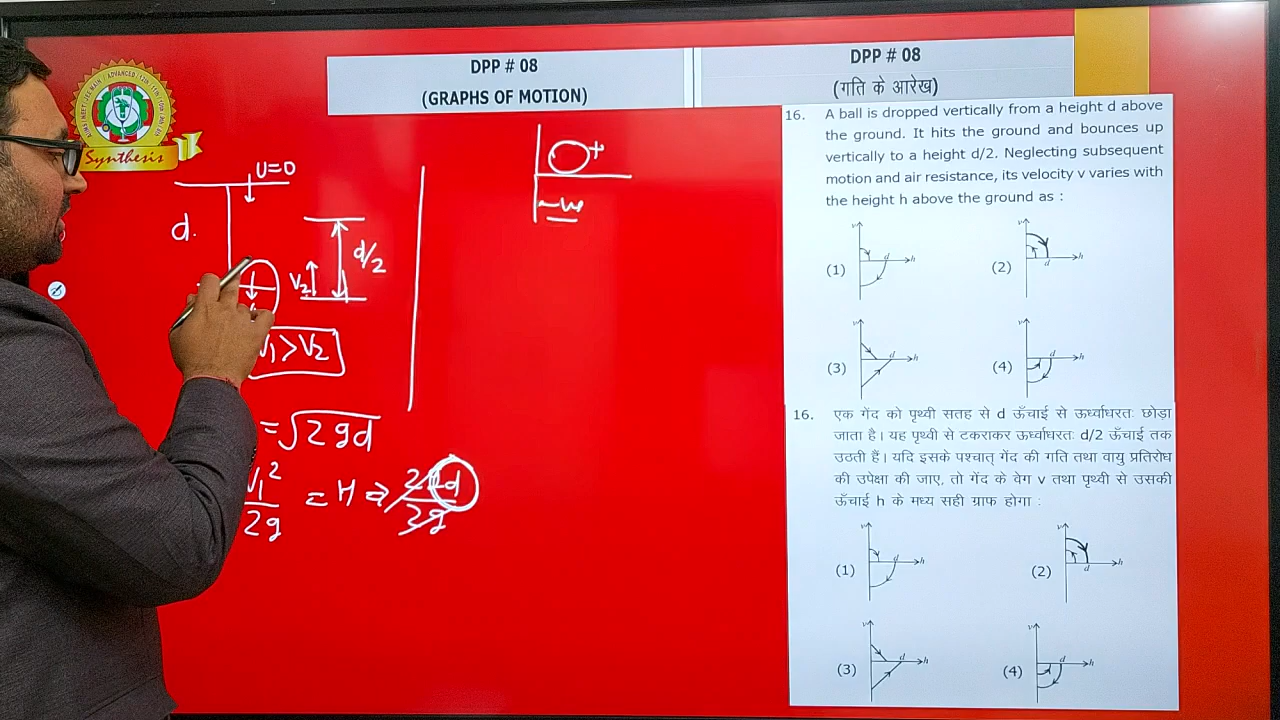 Synthesis
DPP # 08
(GRAPHS OF MOTION)
DPP # 08
(गति के आरेख)
U=0
d.
d/2
V₂
V₁>V₂
=√2gd
V₁²/2g = H ⇒ d/2g
+
-ve
16. A ball is dropped vertically from a height d above
the ground. It hits the ground and bounces up
vertically to a height d/2. Neglecting subsequent
motion and air resistance, its velocity v varies with
the height h above the ground as :
(1) v d h
(2) v d h
(3) v d h
(4) v d h
16. एक गेंद को पृथ्वी सतह से d ऊँचाई से ऊर्ध्वाधरतः छोड़ा
जाता है। यह पृथ्वी से टकराकर ऊर्ध्वाधरतः d/2 ऊँचाई तक
उठती हैं। यदि इसके पश्चात् गेंद की गति तथा वायु प्रतिरोध
की उपेक्षा की जाए, तो गेंद के वेग v तथा पृथ्वी से उसकी
ऊँचाई h के मध्य सही ग्राफ होगा :
(1) v d h
(2) v d h
(3) v d h
(4) v d h